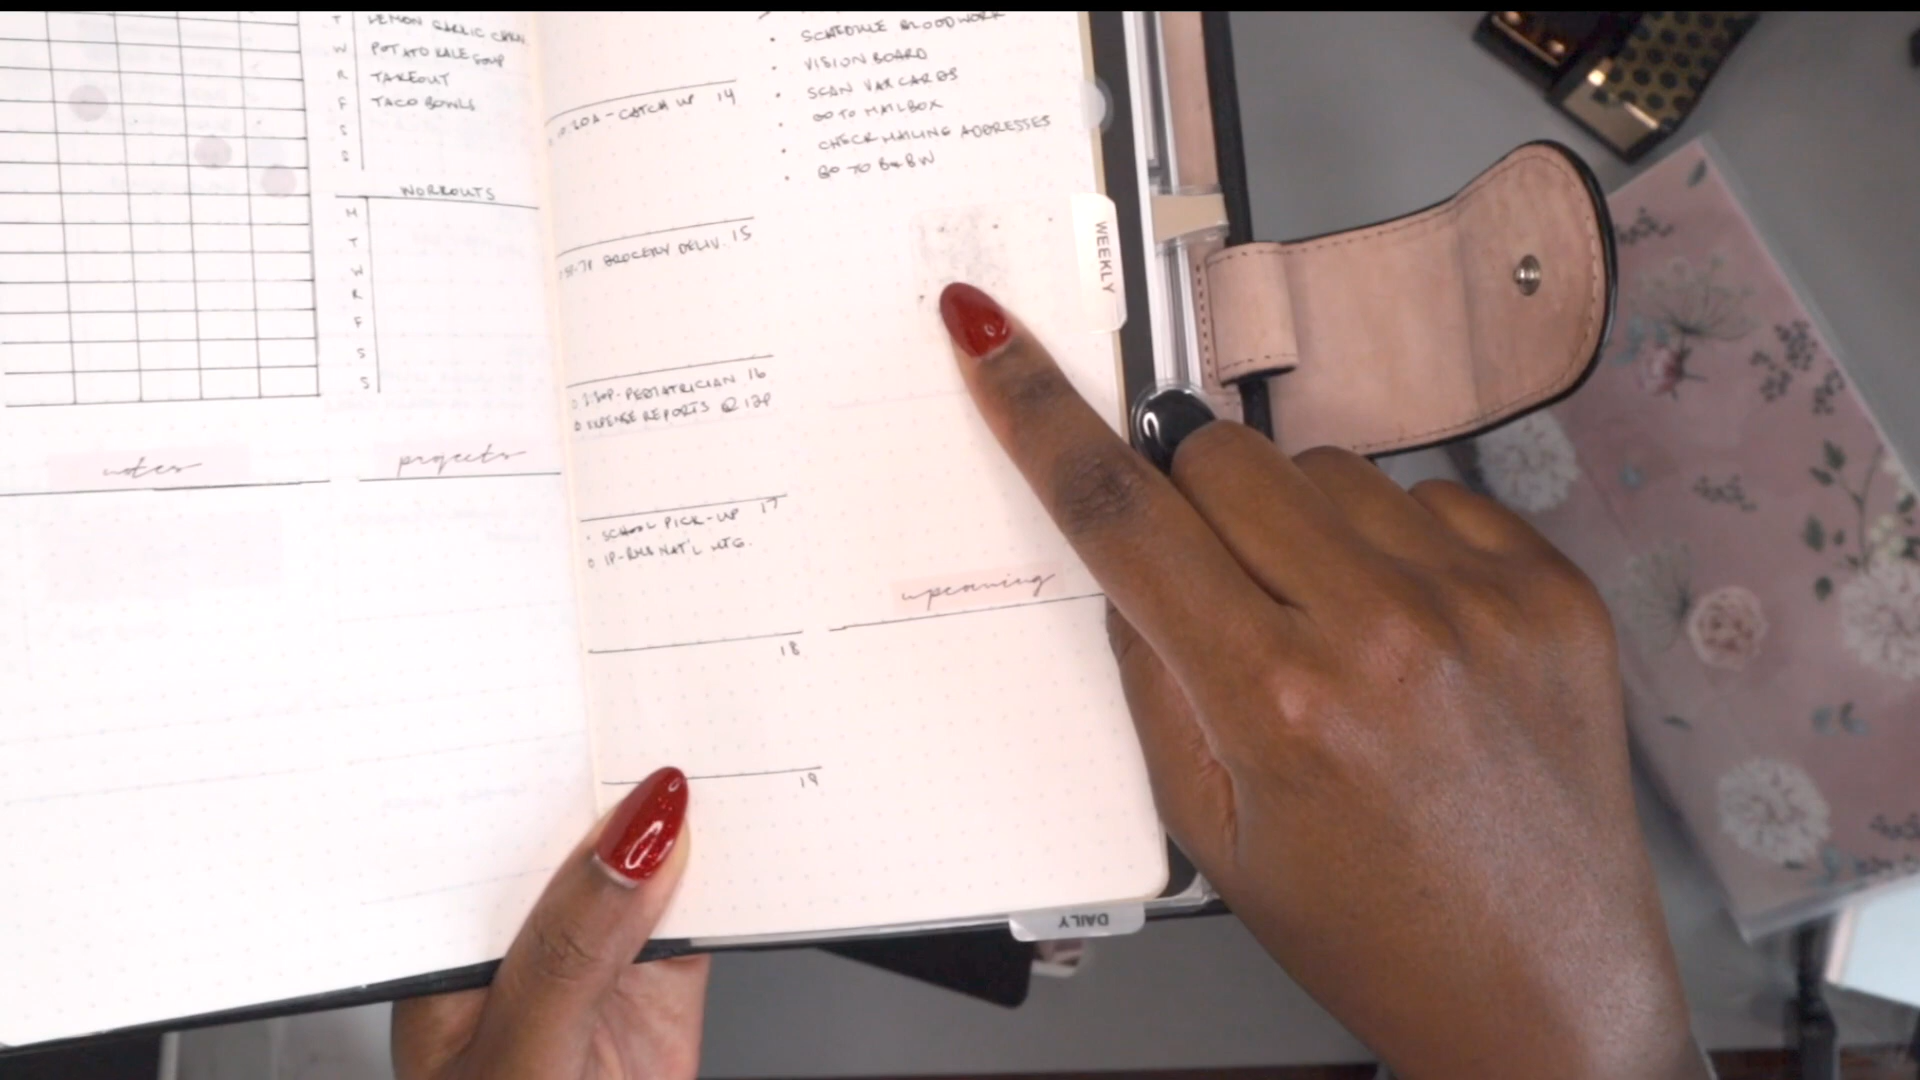 T LEMON GARLIC CHKN
W POTATO KALE SOUP
R TAKEOUT
F TACO BOWLS
S
S
WORKOUTS
M
T
W
R
F
S
S
notes
projects
CATCH UP 14
GROCERY DELIV. 15
PEDIATRICIAN 16
EXPENSE REPORTS @ 12P
SCHOOL PICK-UP 17
1P- NAT'L MTG.
18
19
SCHEDULE BLOODWORK
VISION BOARD
SCAN VAX CARDS
GO TO MAILBOX
CHECK MAILING ADDRESSES
GO TO B&BW
upcoming
WEEKLY
DAILY